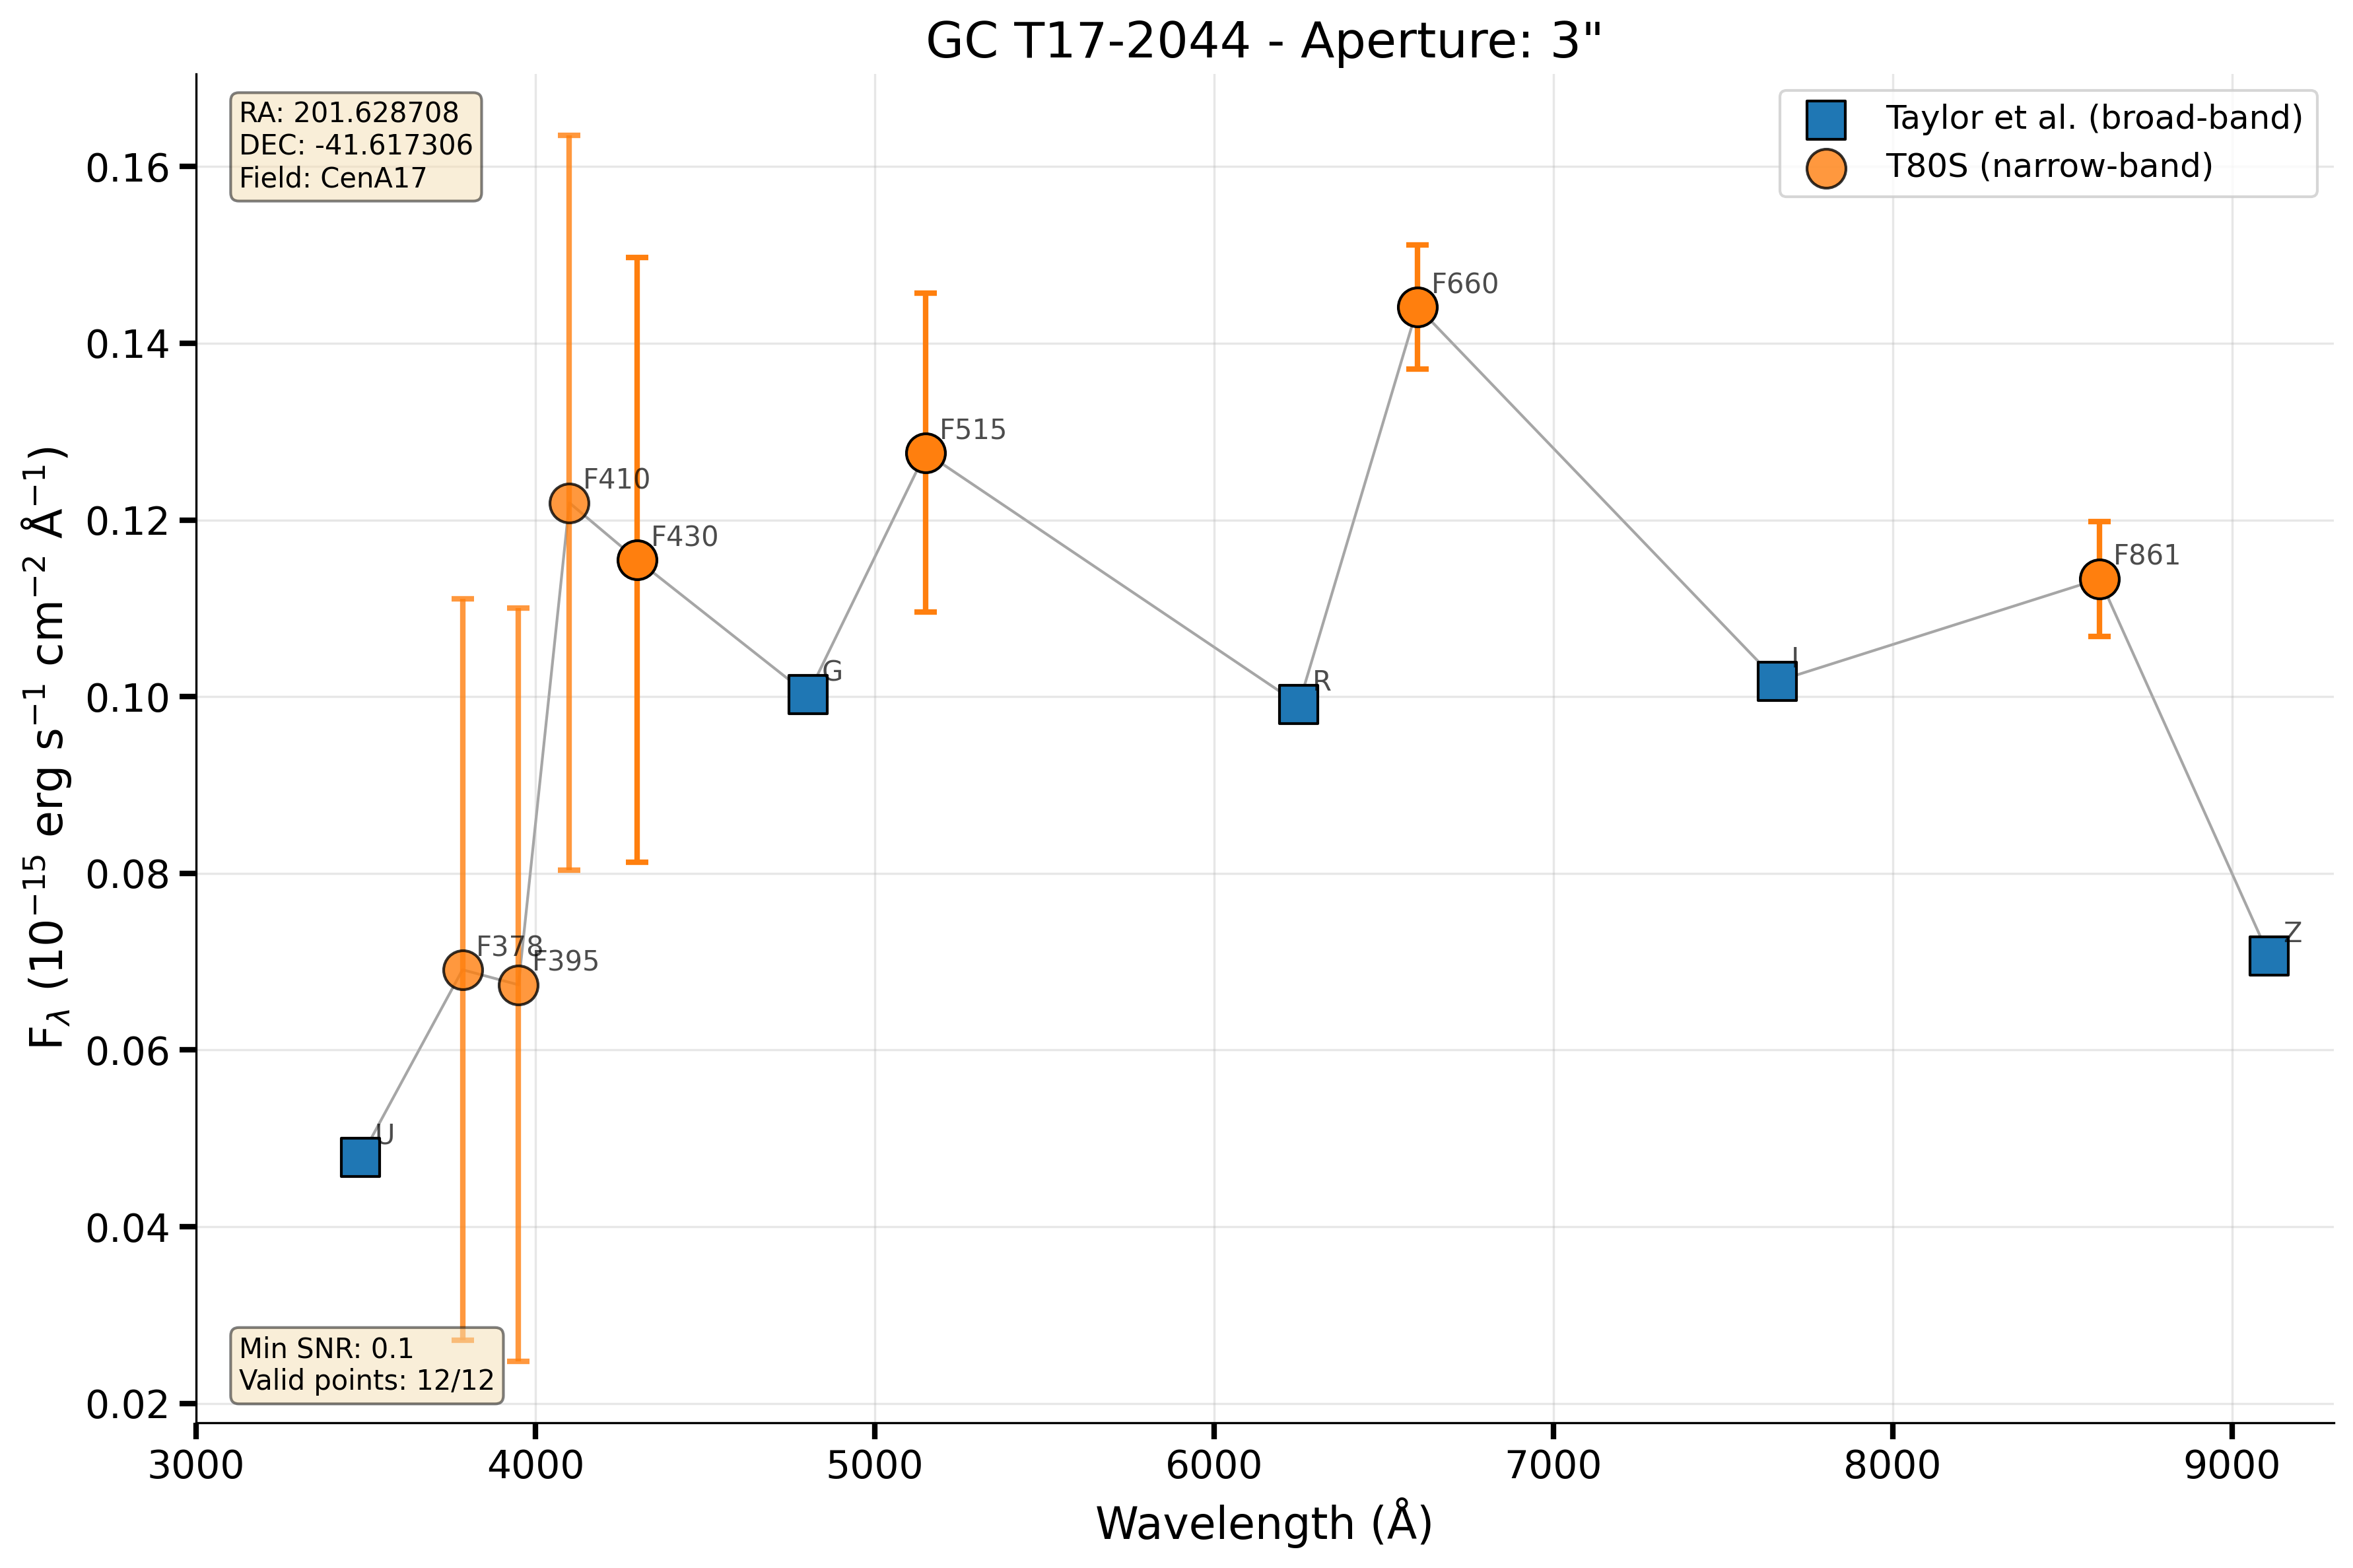 GC T17-2044 - Aperture: 3"
RA: 201.628708
DEC: -41.617306
Field: CenA17
Taylor et al. (broad-band)
T80S (narrow-band)
F$_{λ}$ (10$^{−15}$ erg s$^{−1}$ cm$^{−2}$ Å$^{−1}$)
0.16
0.14
0.12
0.10
0.08
0.06
0.04
0.02
U
F378
F395
F410
F430
G
F515
R
F660
I
F861
Z
Min SNR: 0.1
Valid points: 12/12
3000 4000 5000 6000 7000 8000 9000
Wavelength (Å)